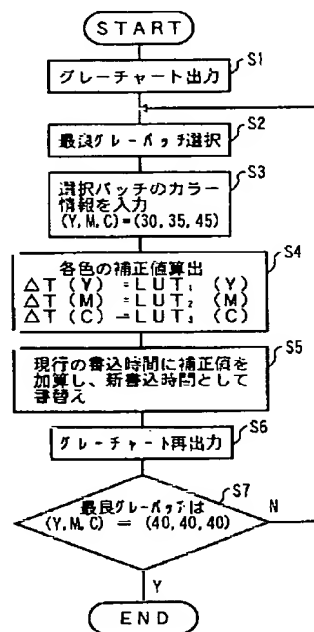 START
S1
グレーチャート出力
S2
最良グレーパッチ選択
S3
選択パッチのカラー
情報を入力
(Y,M,C)=(30,35,45)
S4
各色の補正値算出
△T (Y) =LUT₁ (Y)
△T (M) =LUT₂ (M)
△T (C) =LUT₃ (C)
S5
現行の書込時間に補正値を
加算し、新書込時間として
書替え
S6
グレーチャート再出力
S7
最良グレーパッチは
(Y,M,C) = (40,40,40)
N
Y
END